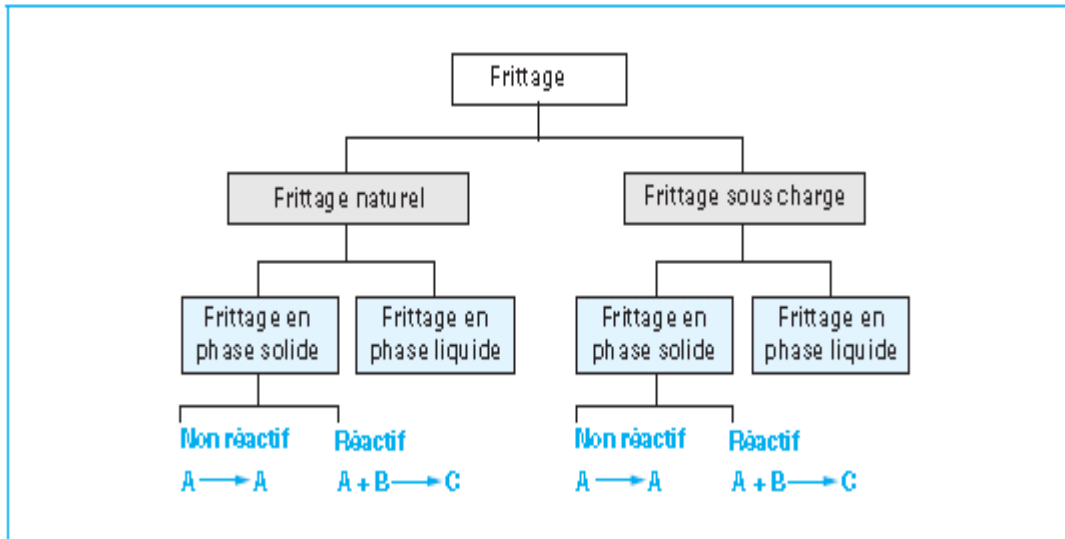 Frittage
Frittage naturel
Frittage sous charge
Frittage en
phase solide
Frittage en
phase liquide
Frittage en
phase solide
Frittage en
phase liquide
Non réactif
Réactif
Non réactif
Réactif
A → A
A + B → C
A → A
A + B → C